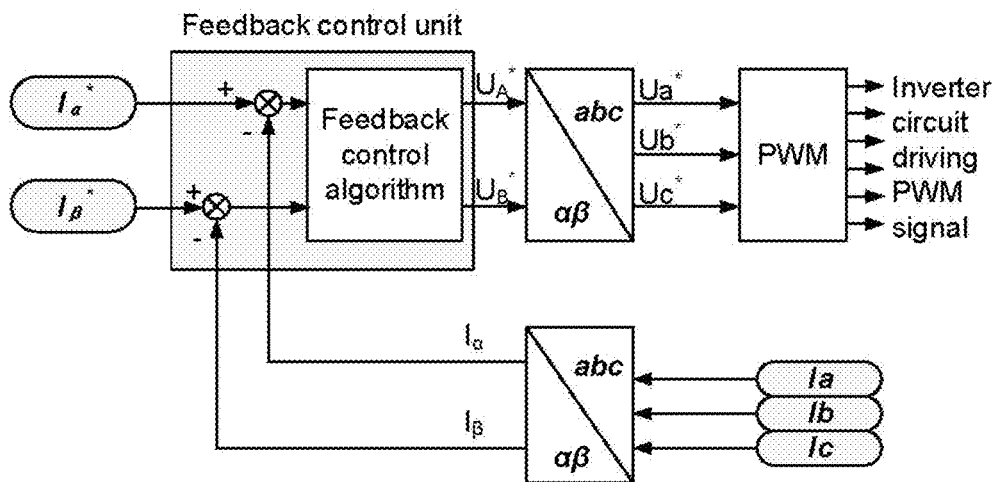 Feedback control unit
Iα*
Iβ*
+
-
+
-
Feedback
control
algorithm
UA*
UB*
abc
αβ
Ua*
Ub*
Uc*
PWM
Inverter
circuit
driving
PWM
signal
Iα
Iβ
abc
αβ
Ia
Ib
Ic